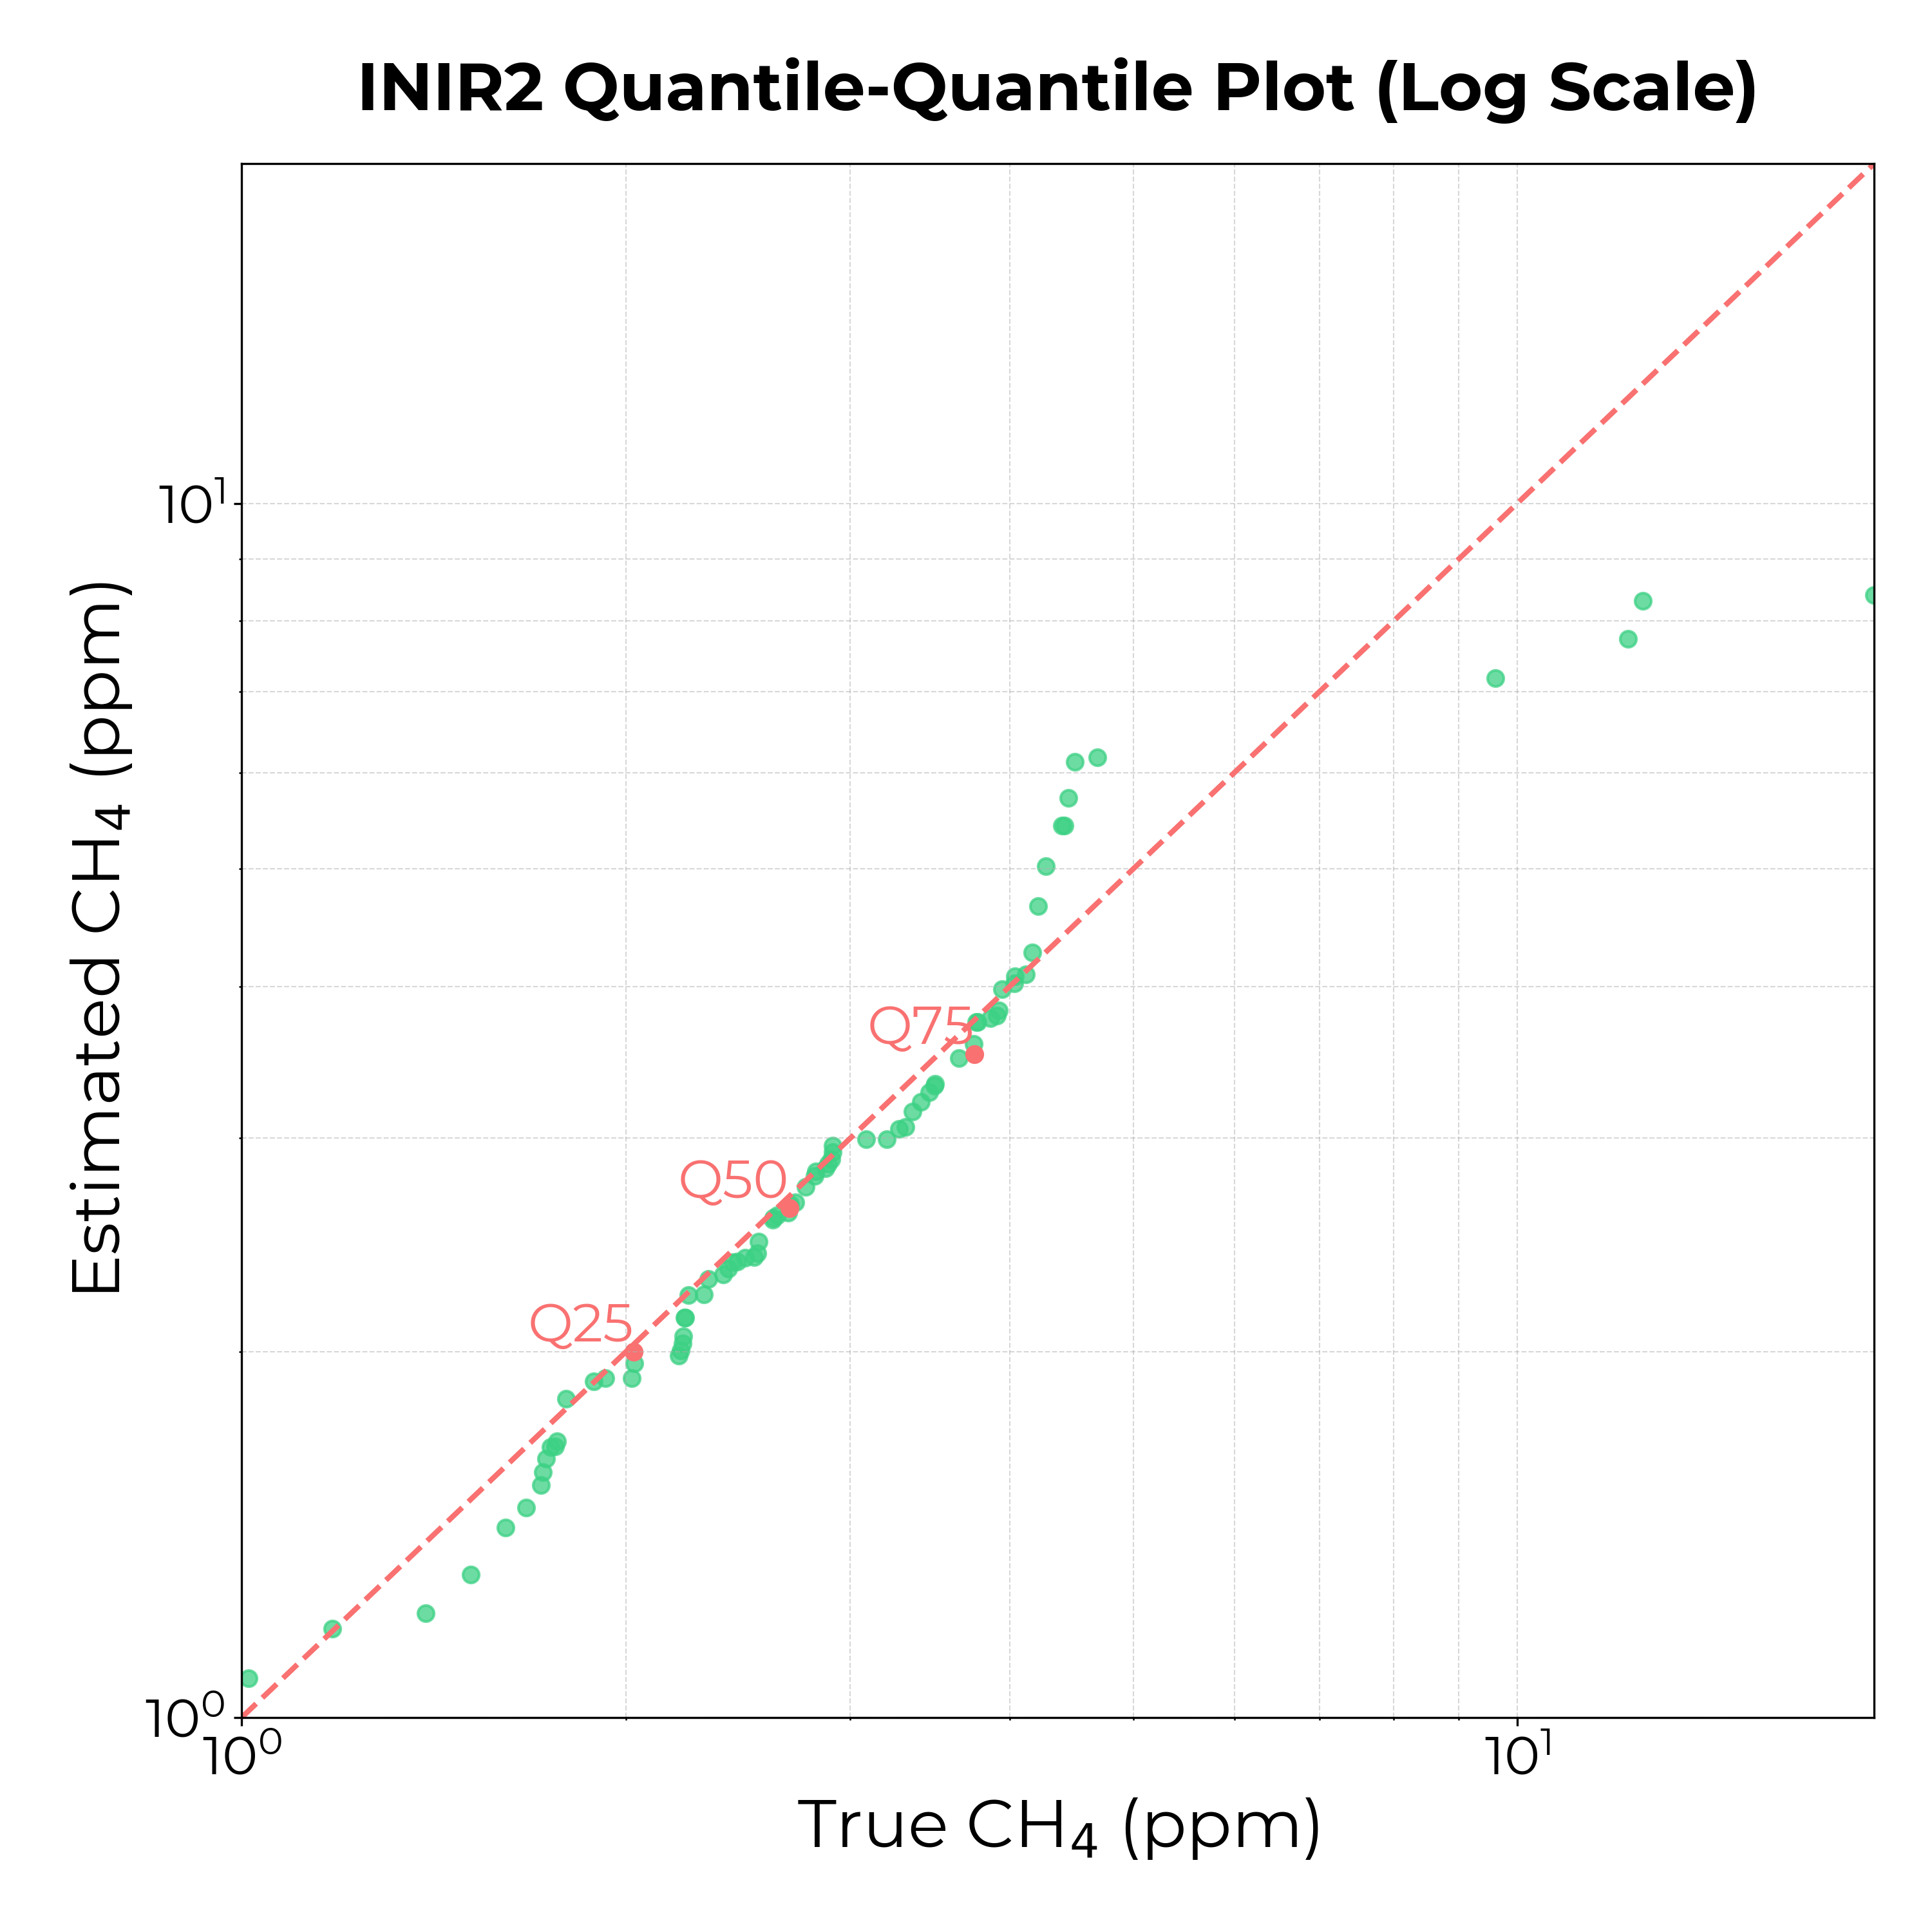 INIR2 Quantile-Quantile Plot (Log Scale)
Estimated CH₄ (ppm)
10¹
Q75
Q50
Q25
10⁰
10⁰
10¹
True CH₄ (ppm)